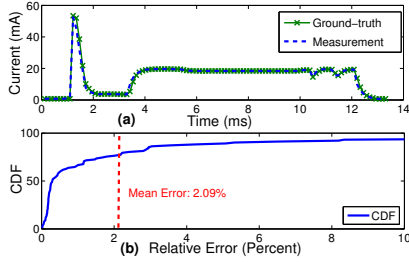 60
40
20
0
Current (mA)
Ground−truth
Measurement
0 2 4 6 8 10 12 14
(a) Time (ms)
100
50
0
CDF
Mean Error: 2.09%
CDF
0 2 4 6 8 10
(b) Relative Error (Percent)